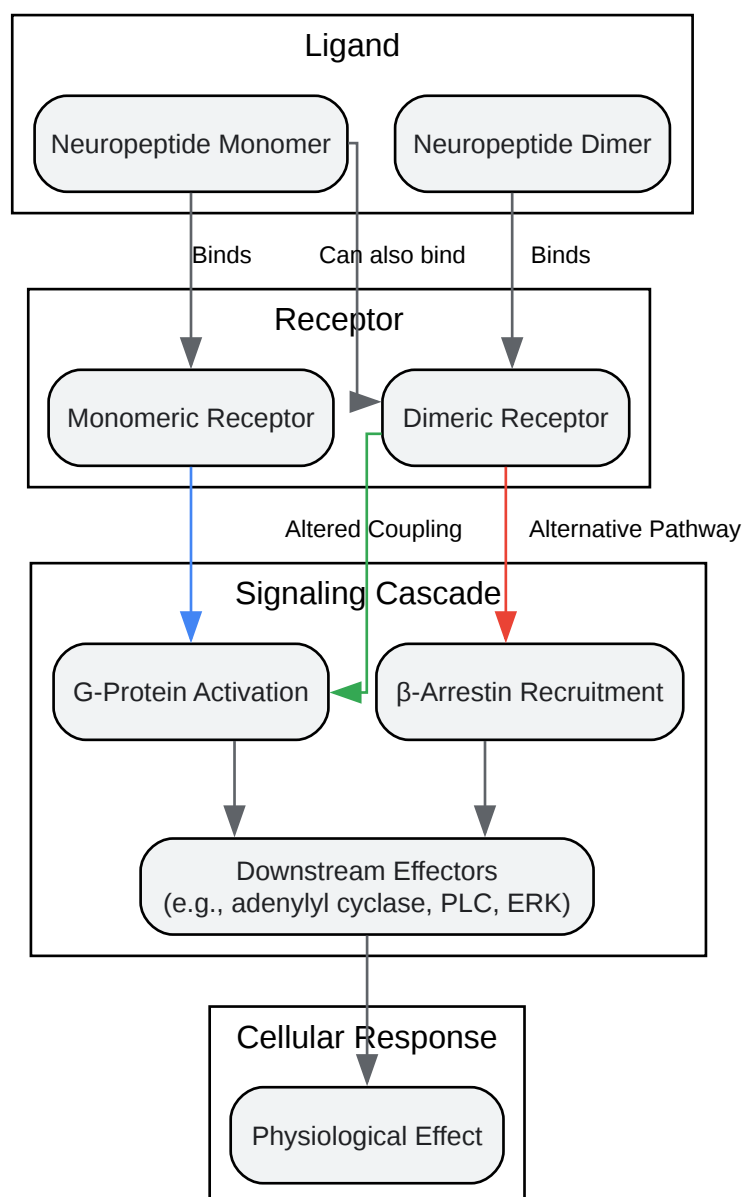 Ligand
Neuropeptide Monomer
Neuropeptide Dimer
Binds
Can also bind
Binds
Receptor
Monomeric Receptor
Dimeric Receptor
Altered Coupling
Alternative Pathway
Signaling Cascade
G-Protein Activation
β-Arrestin Recruitment
Downstream Effectors
(e.g., adenylyl cyclase, PLC, ERK)
Cellular Response
Physiological Effect